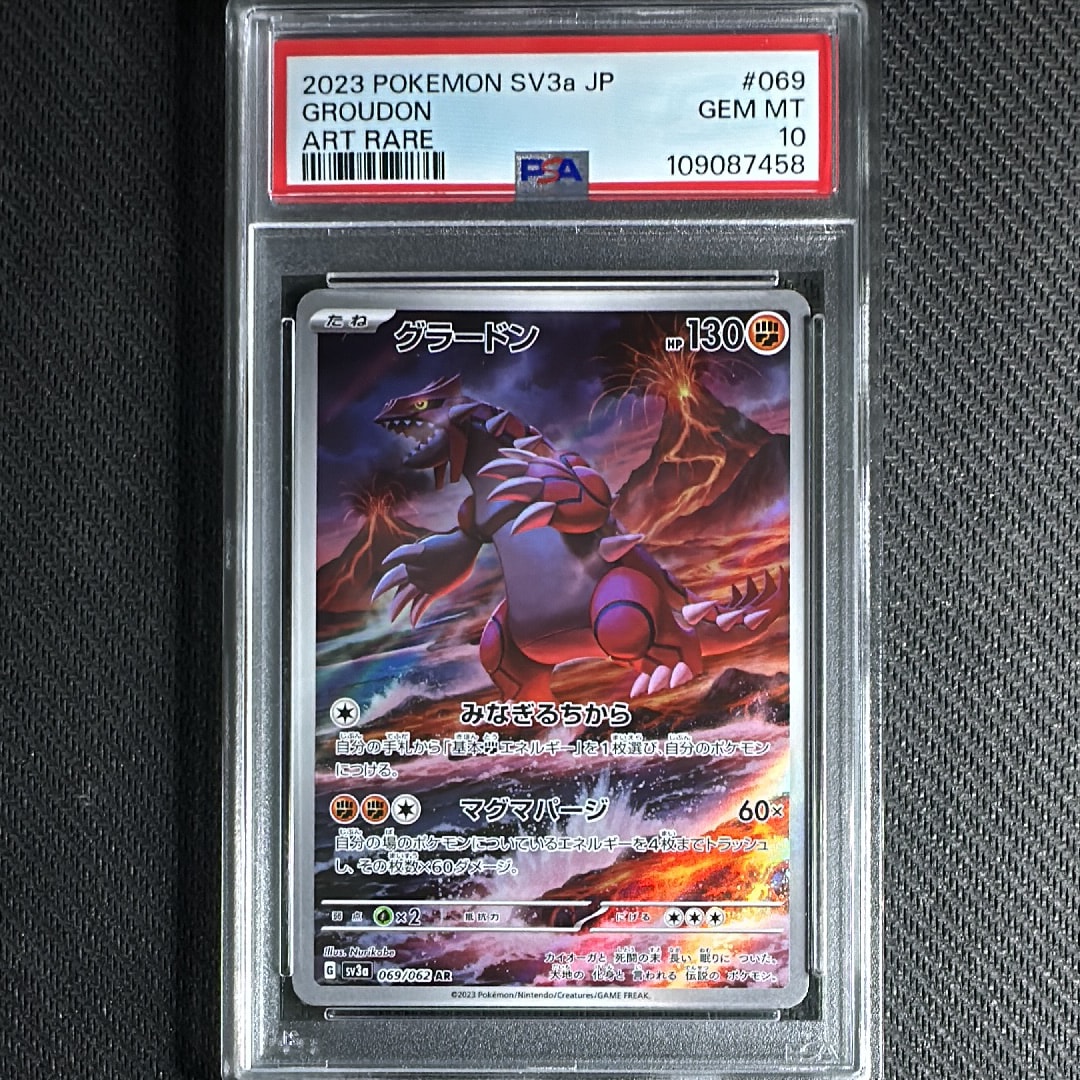 2023 POKEMON SV3a JP #069
GROUDON GEM MT
ART RARE 10
PSA 109087458
たね グラードン HP 130
みなぎるちから
自分の手札から「基本エネルギー」を1枚選び、自分のポケモン
につける。
マグマパージ 60×
自分の場のポケモンについているエネルギーを4枚までトラッシュ
し、その枚数×60ダメージ。
弱点 ×2 抵抗力 にげる
Illus. Nurikabe
カイオーガと死闘の末 長い 眠りに ついた。
G sv3a 069/062 AR
大地の 化身と 言われる 伝説の ポケモン。
©2023 Pokémon/Nintendo/Creatures/GAME FREAK.